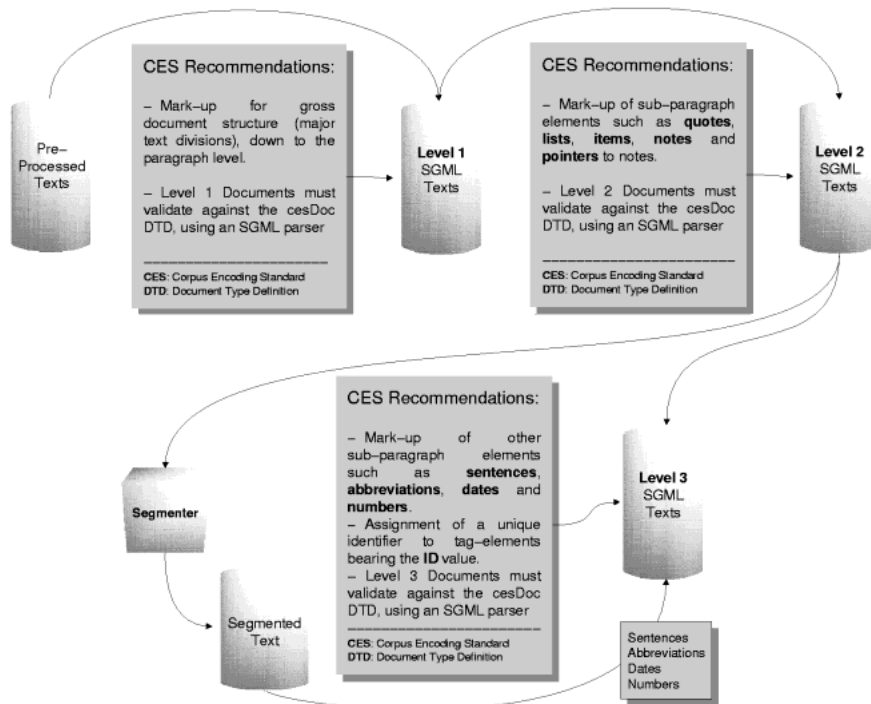 CES Recommendations:
– Mark–up for gross
document structure (major
text divisions), down to the
paragraph level.
– Level 1 Documents must
validate against the cesDoc
DTD, using an SGML parser
CES: Corpus Encoding Standard
DTD: Document Type Definition
Pre–
Processed
Texts
Level 1
SGML
Texts
CES Recommendations:
– Mark–up of sub–paragraph
elements such as quotes,
lists, items, notes and
pointers to notes.
– Level 2 Documents must
validate against the cesDoc
DTD, using an SGML parser
CES: Corpus Encoding Standard
DTD: Document Type Definition
Level 2
SGML
Texts
CES Recommendations:
– Mark–up of other
sub–paragraph elements
such as sentences,
abbreviations, dates and
numbers.
– Assignment of a unique
identifier to tag–elements
bearing the ID value.
– Level 3 Documents must
validate against the cesDoc
DTD, using an SGML parser
CES: Corpus Encoding Standard
DTD: Document Type Definition
Level 3
SGML
Texts
Segmenter
Segmented
Text
Sentences
Abbreviations
Dates
Numbers